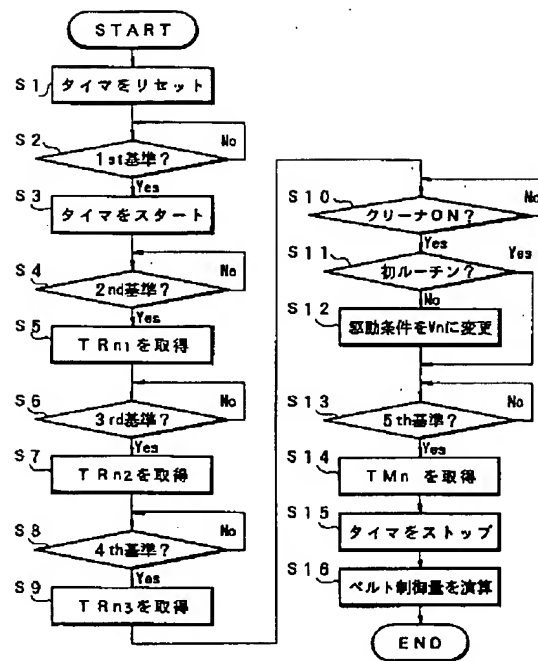 START
S1 タイマをリセット
S2 1st基準? No
Yes
S3 タイマをスタート
S4 2nd基準? No
Yes
S5 TRn1を取得
S6 3rd基準? No
Yes
S7 TRn2を取得
S8 4th基準? No
Yes
S9 TRn3を取得
S10 クリーナON? No
Yes
S11 初ルーチン? Yes
No
S12 駆動条件をVnに変更
S13 5th基準? No
Yes
S14 TMn を取得
S15 タイマをストップ
S16 ベルト制御量を演算
END